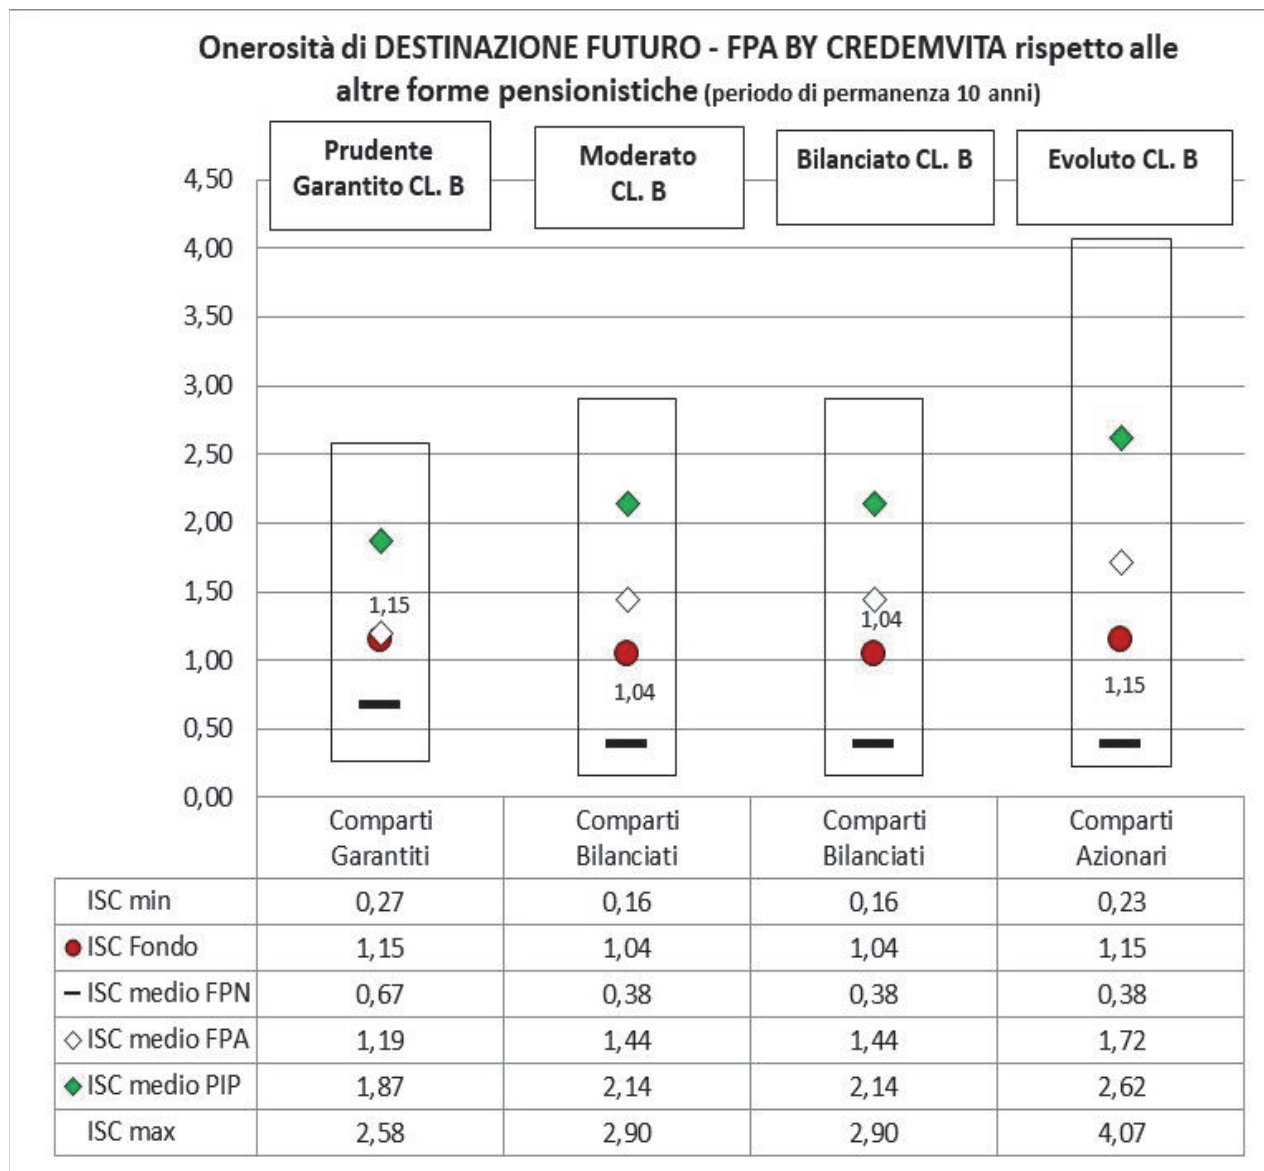 Onerosità di DESTINAZIONE FUTURO - FPA BY CREDEMVITA rispetto alle
altre forme pensionistiche (periodo di permanenza 10 anni)
Prudente
Garantito CL. B
Moderato
CL. B
Bilanciato CL. B
Evoluto CL. B
4,50
4,00
3,50
3,00
2,50
2,00
1,50
1,00
0,50
0,00
1,15
1,04
1,04
1,15
Comparti
Garantiti
Comparti
Bilanciati
Comparti
Bilanciati
Comparti
Azionari
ISC min 0,27 0,16 0,16 0,23
ISC Fondo 1,15 1,04 1,04 1,15
ISC medio FPN 0,67 0,38 0,38 0,38
ISC medio FPA 1,19 1,44 1,44 1,72
ISC medio PIP 1,87 2,14 2,14 2,62
ISC max 2,58 2,90 2,90 4,07